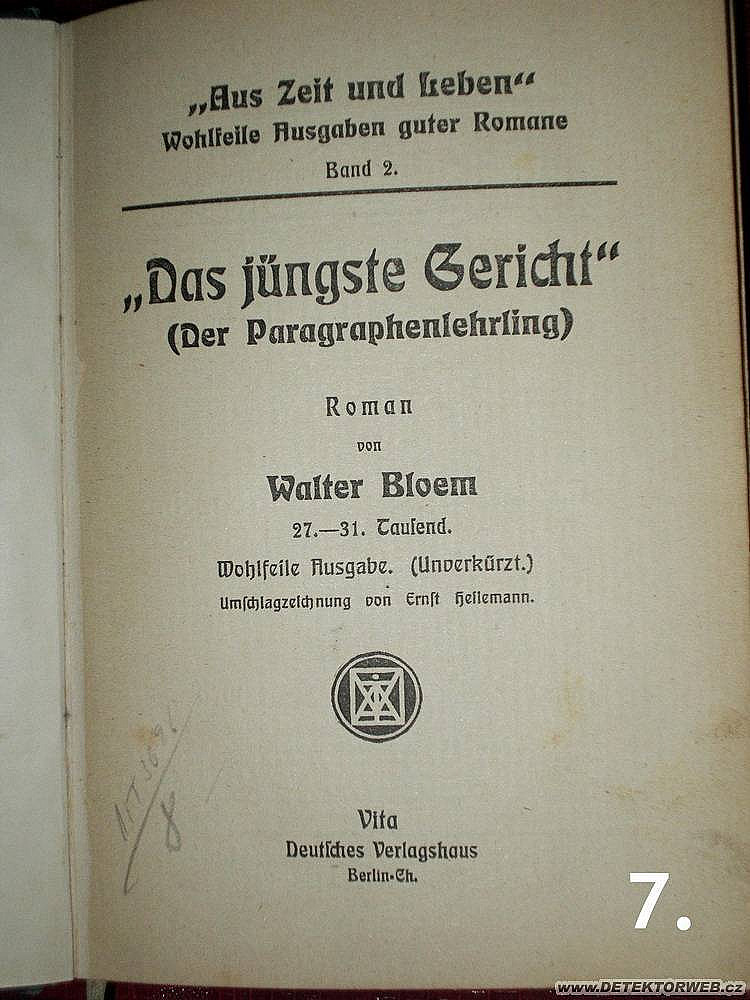 „Aus Zeit und Leben“
Wohlfeile Ausgaben guter Romane
Band 2.
„Das jüngste Gericht“
(Der Paragraphenlehrling)
Roman
von
Walter Bloem
27.—31. Tauſend.
Wohlfeile Ausgabe. (Unverkürzt.)
Umſchlagzeichnung von Ernſt Heilemann.
Vita
Deutſches Verlagshaus
Berlin-Ch.
7.
www.DETEKTORWEB.cz